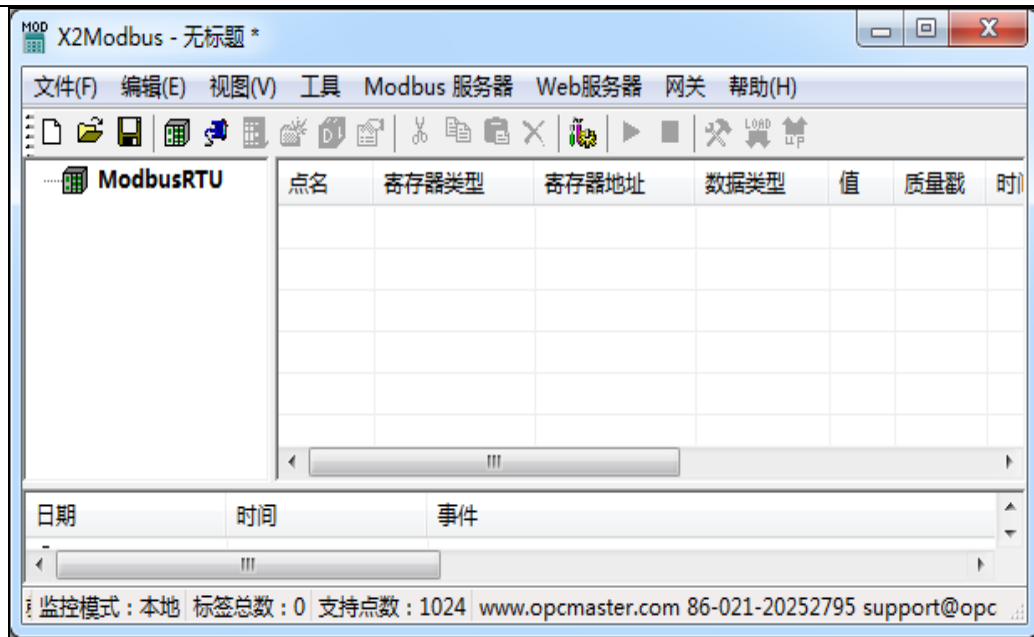 MOD X2Modbus - 无标题 *
文件(F) 编辑(E) 视图(V) 工具 Modbus 服务器 Web服务器 网关 帮助(H)
LOAD UP
ModbusRTU
点名 寄存器类型 寄存器地址 数据类型 值 质量戳 时
日期 时间 事件
监控模式：本地 标签总数：0 支持点数：1024 www.opcmaster.com 86-021-20252795 support@opc